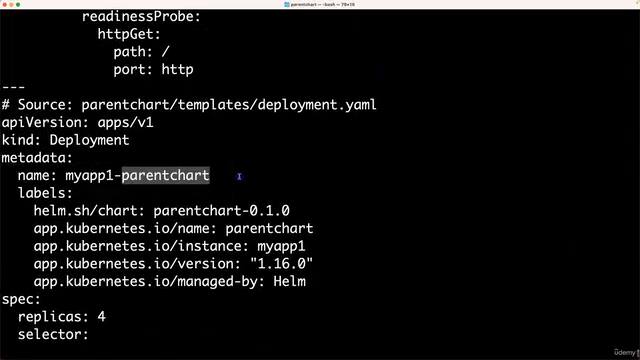 parentchart — -bash — 78×16
readinessProbe:
httpGet:
path: /
port: http
---
# Source: parentchart/templates/deployment.yaml
apiVersion: apps/v1
kind: Deployment
metadata:
name: myapp1-parentchart
labels:
helm.sh/chart: parentchart-0.1.0
app.kubernetes.io/name: parentchart
app.kubernetes.io/instance: myapp1
app.kubernetes.io/version: "1.16.0"
app.kubernetes.io/managed-by: Helm
spec:
replicas: 4
selector:
ûdemy